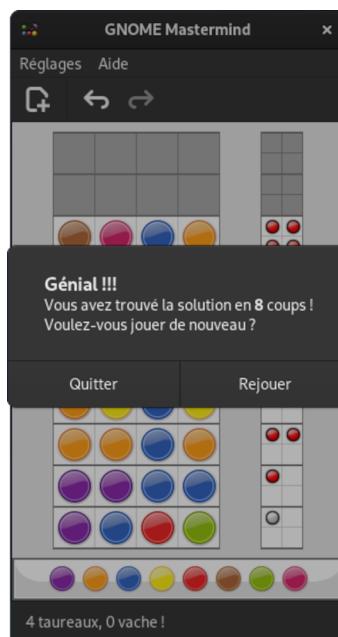 GNOME Mastermind
Réglages Aide
Génial !!!
Vous avez trouvé la solution en 8 coups !
Voulez-vous jouer de nouveau ?
Quitter Rejouer
4 taureaux, 0 vache !